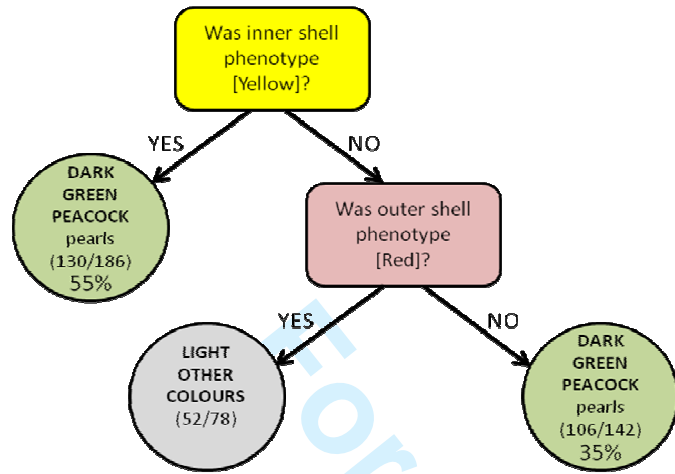 Was inner shell
phenotype
[Yellow]?
YES
NO
DARK
GREEN
PEACOCK
pearls
(130/186)
55%
Was outer shell
phenotype
[Red]?
YES
NO
LIGHT
OTHER
COLOURS
(52/78)
DARK
GREEN
PEACOCK
pearls
(106/142)
35%
For